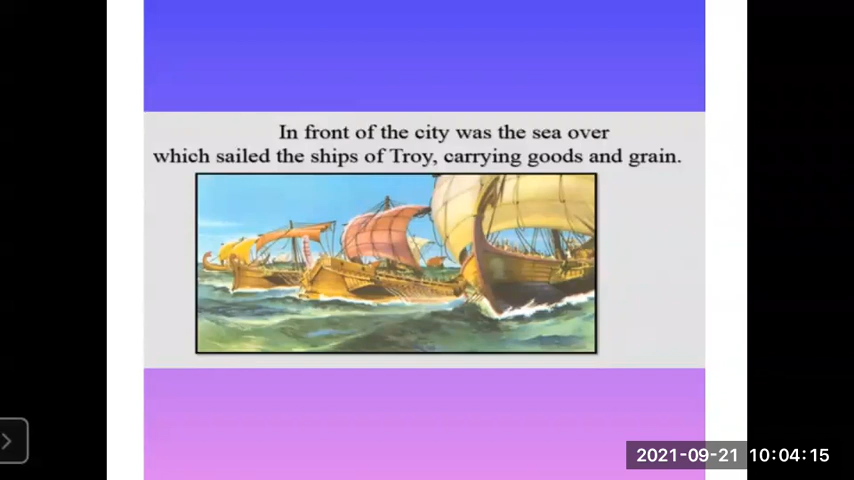 In front of the city was the sea over
which sailed the ships of Troy, carrying goods and grain.
2021-09-21 10:04:15